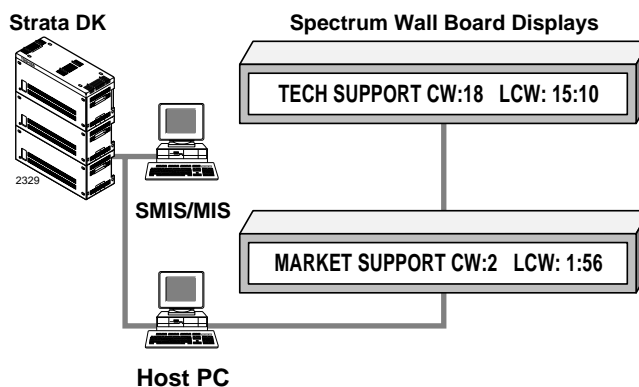 Strata DK
Spectrum Wall Board Displays
TECH SUPPORT CW:18 LCW: 15:10
2329
SMIS/MIS
MARKET SUPPORT CW:2 LCW: 1:56
Host PC